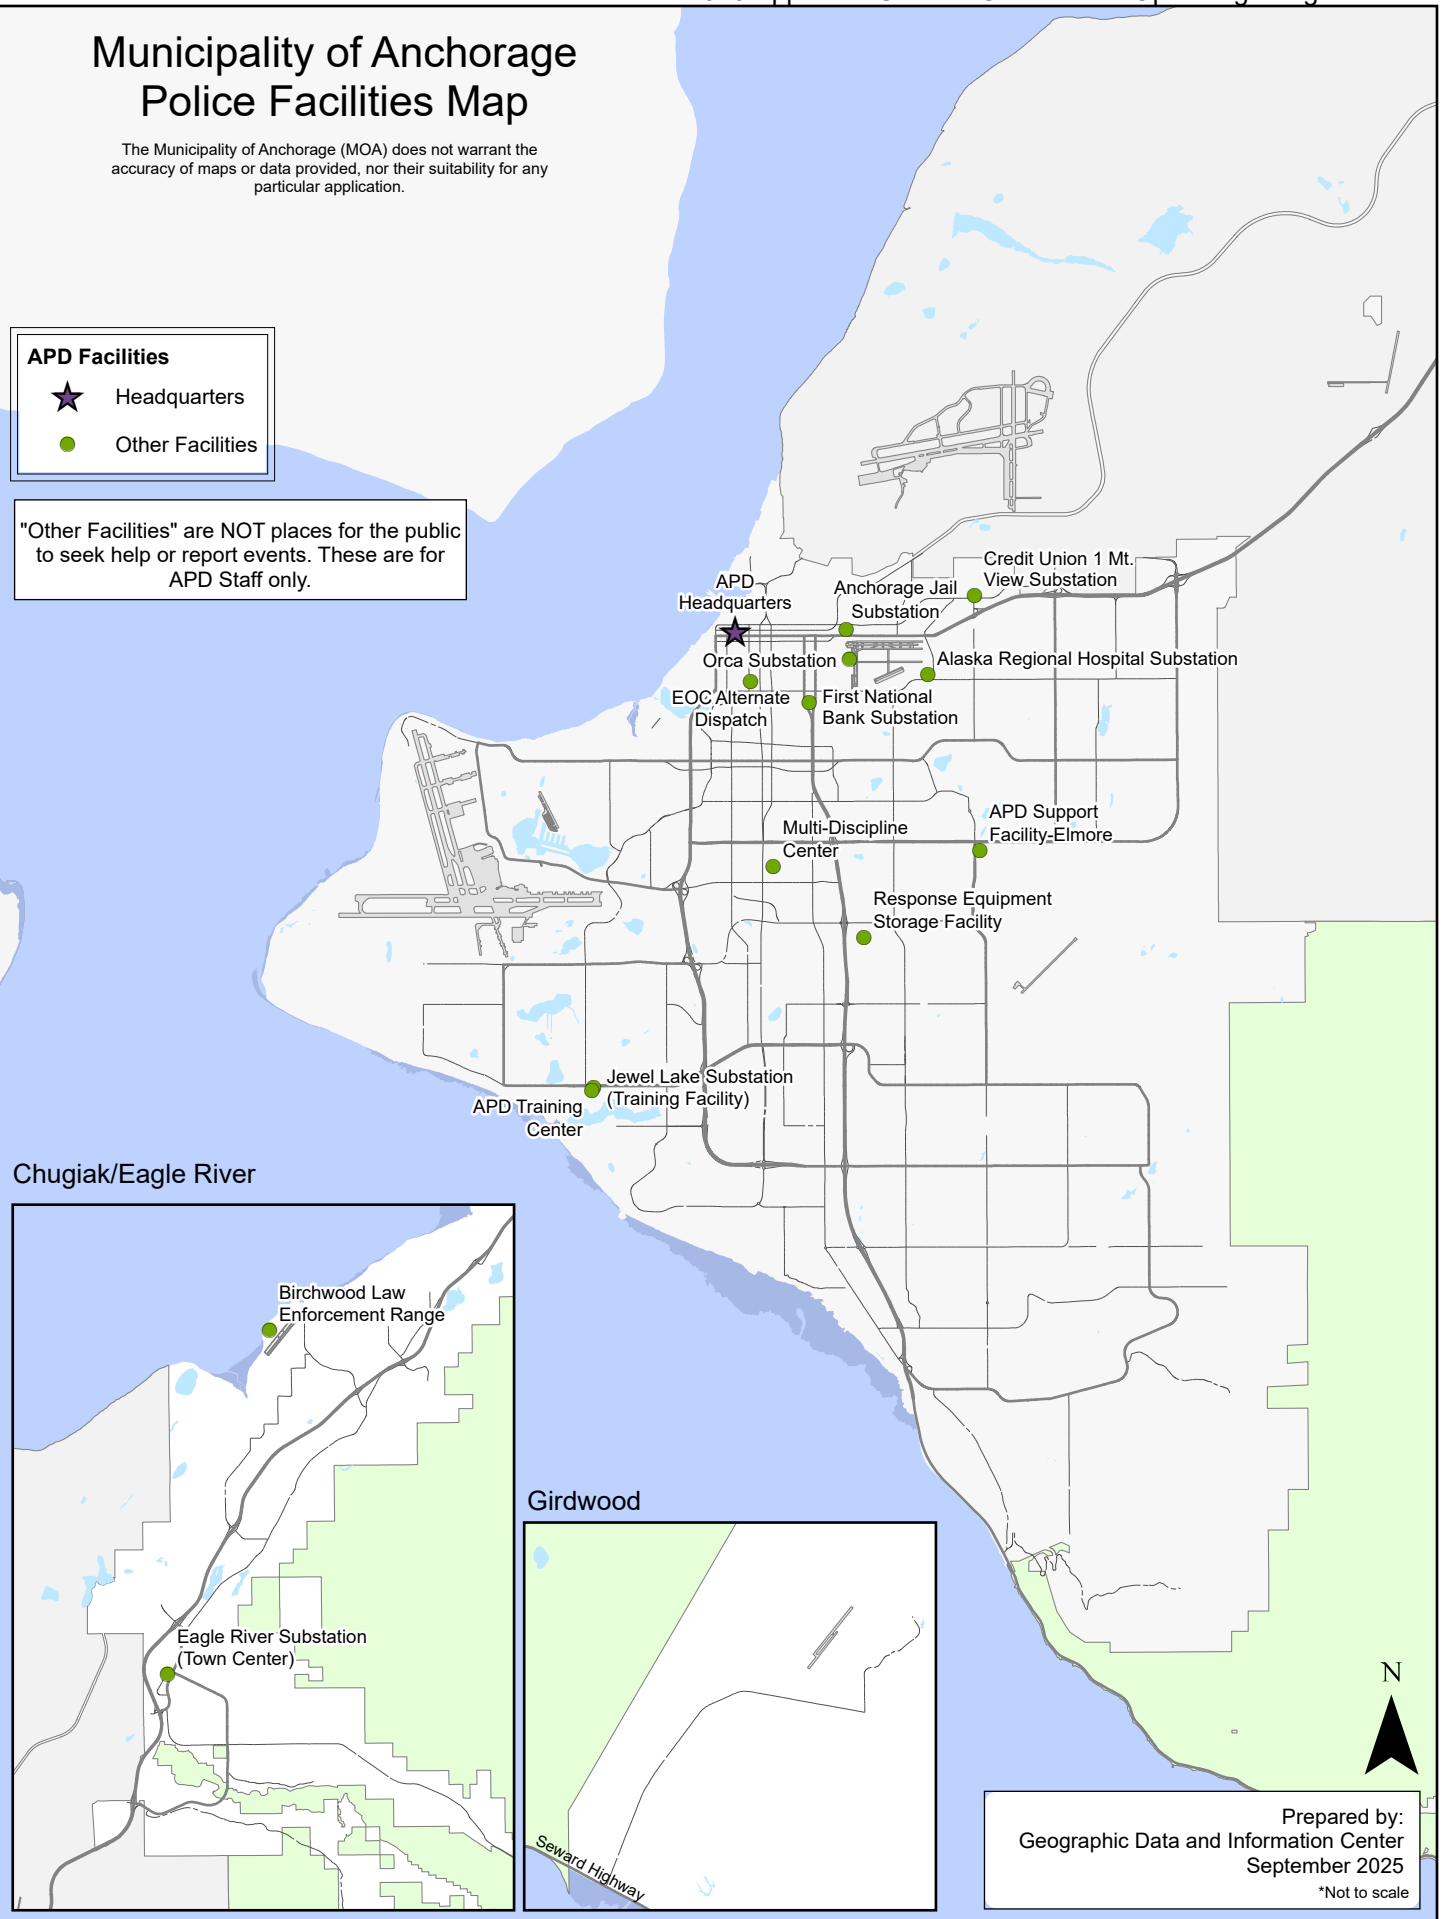 Municipality of Anchorage
Police Facilities Map
The Municipality of Anchorage (MOA) does not warrant the
accuracy of maps or data provided, nor their suitability for any
particular application.
APD Facilities
Headquarters
Other Facilities
"Other Facilities" are NOT places for the public
to seek help or report events. These are for
APD Staff only.
Credit Union 1 Mt.
View Substation
APD
Headquarters
Anchorage Jail
Substation
Orca Substation
Alaska Regional Hospital Substation
EOC Alternate
Dispatch
First National
Bank Substation
APD Support
Facility-Elmore
Multi-Discipline
Center
Response Equipment
Storage Facility
Jewel Lake Substation
(Training Facility)
APD Training
Center
Chugiak/Eagle River
Birchwood Law
Enforcement Range
Eagle River Substation
(Town Center)
Girdwood
Seward Highway
N
Prepared by:
Geographic Data and Information Center
September 2025
*Not to scale